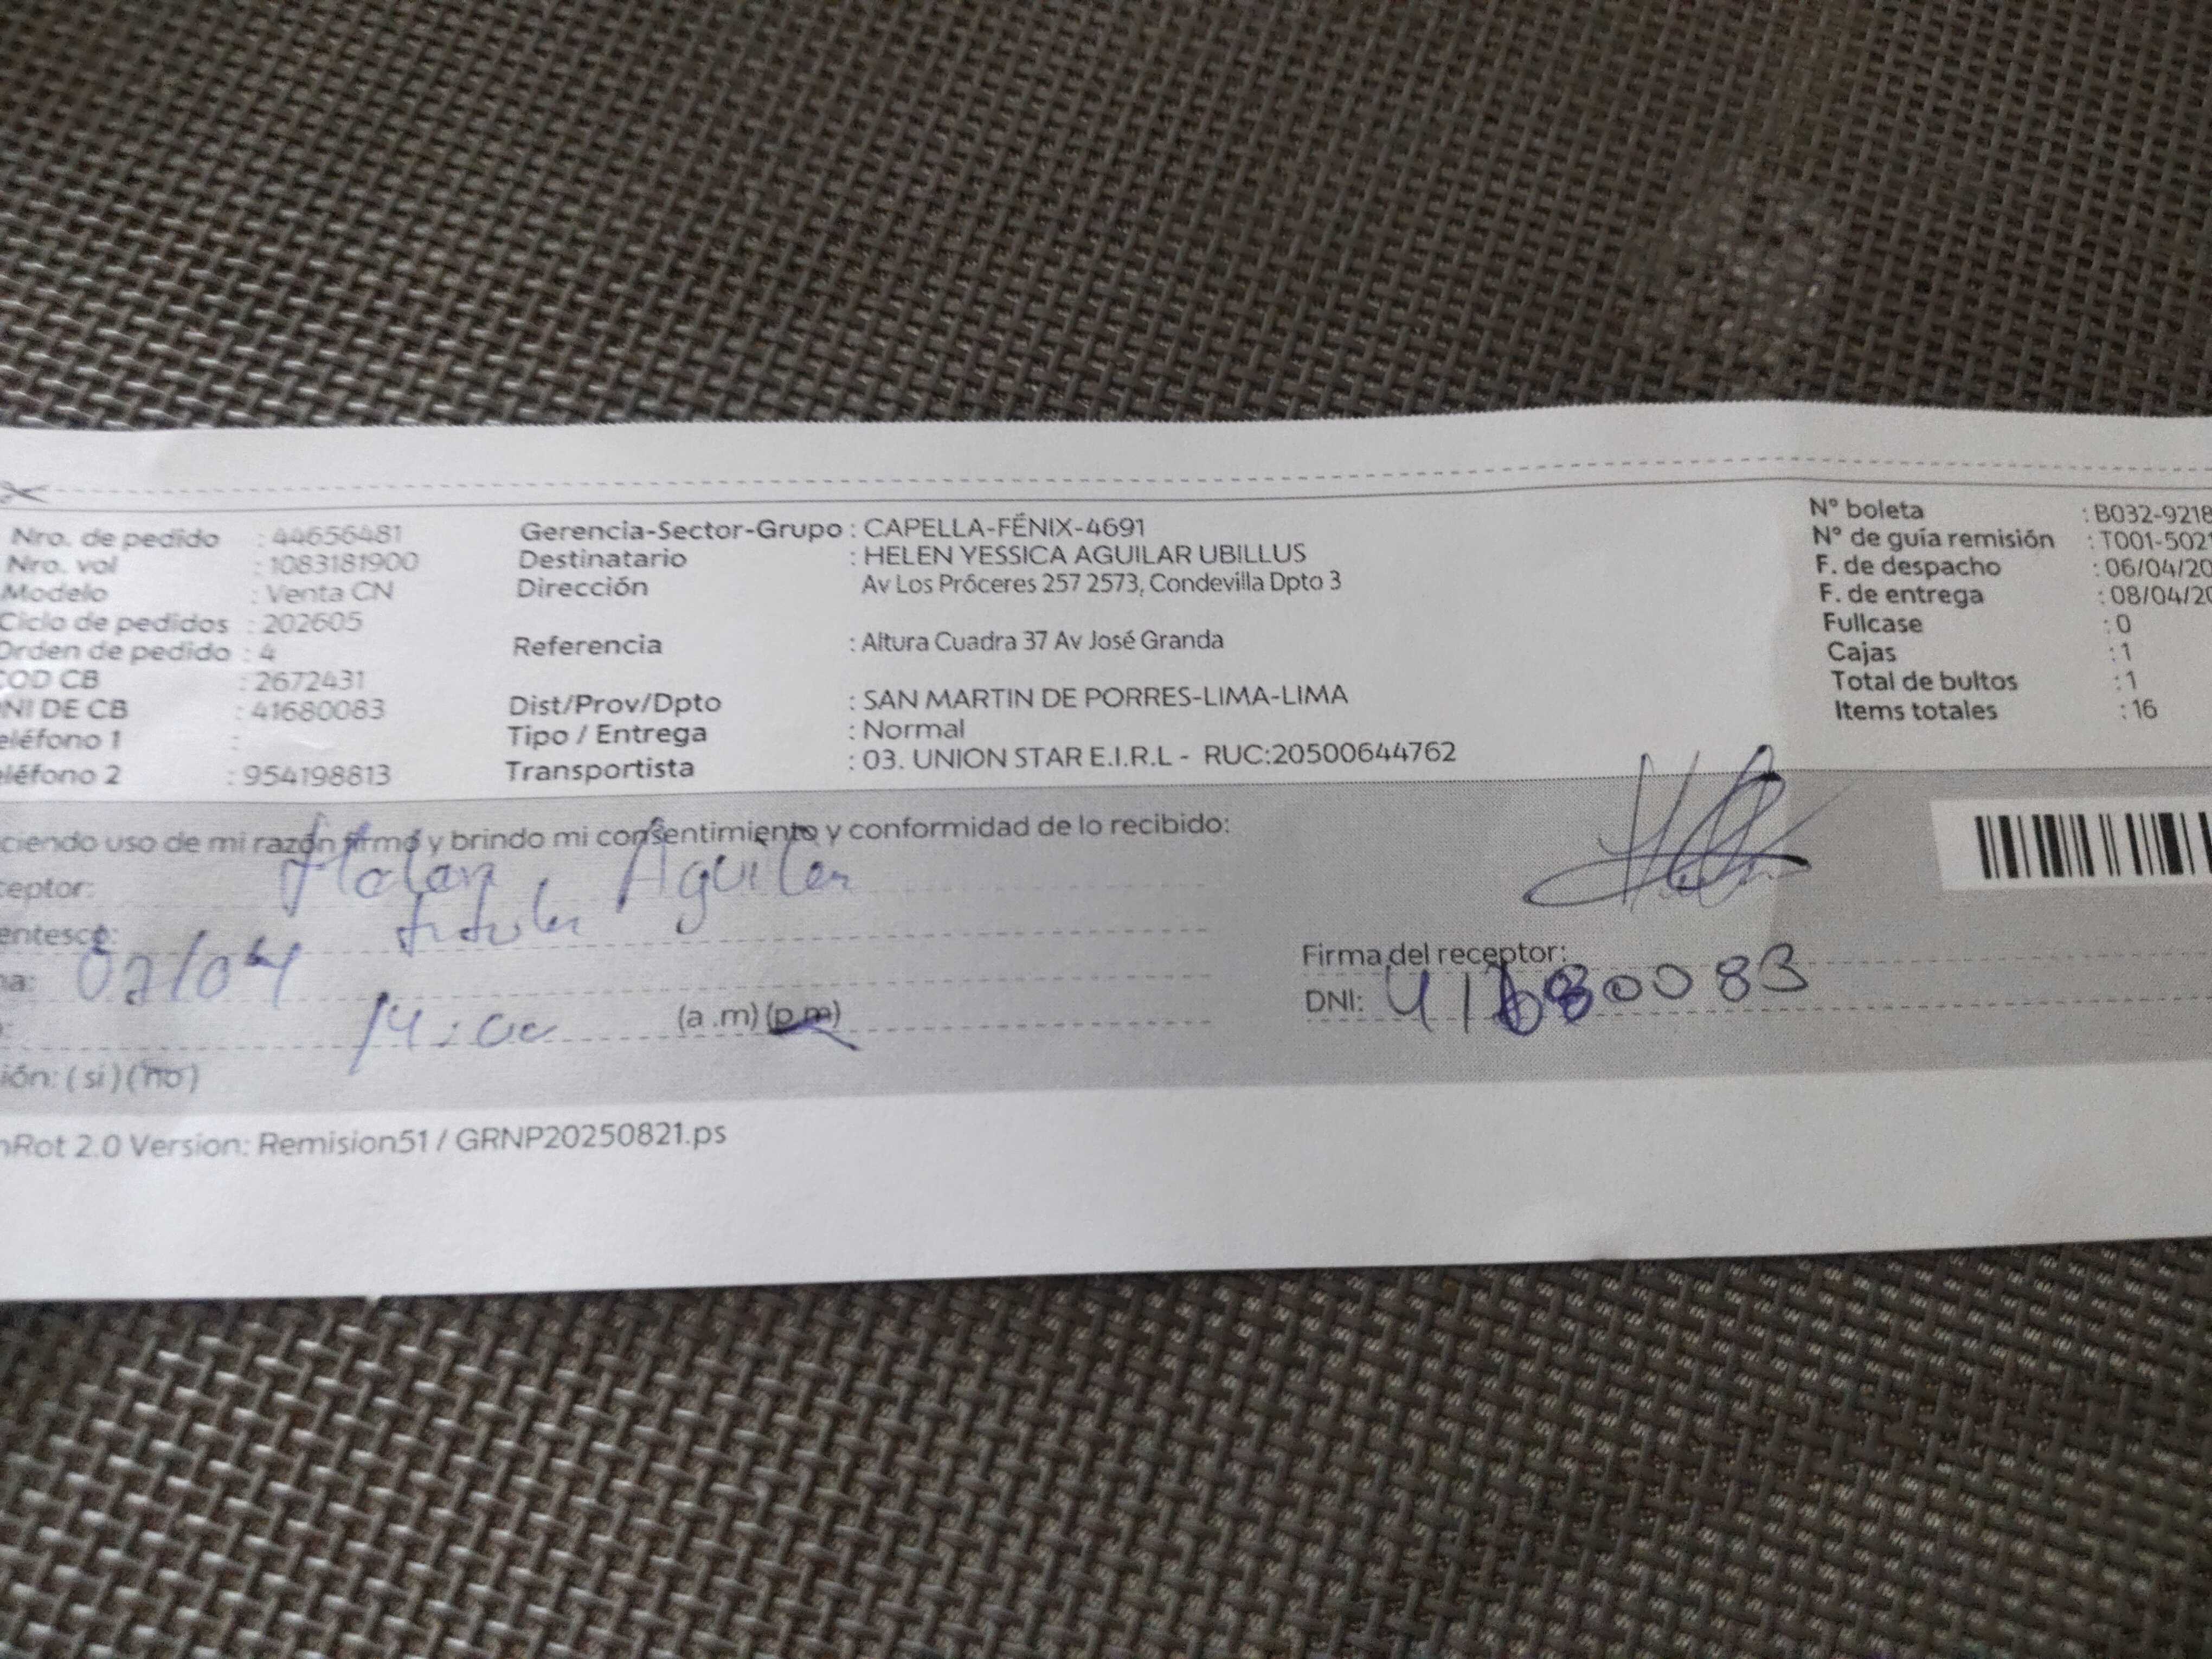 Nro. de pedido : 44656481
Nro. vol : 1083181900
Modelo : Venta CN
Ciclo de pedidos : 202605
Orden de pedido : 4
COD CB : 2672431
NI DE CB : 41680083
eléfono 1 :
léfono 2 : 954198813
Gerencia-Sector-Grupo : CAPELLA-FÉNIX-4691
Destinatario : HELEN YESSICA AGUILAR UBILLUS
Dirección Av Los Próceres 257 2573, Condevilla Dpto 3
Referencia : Altura Cuadra 37 Av José Granda
Dist/Prov/Dpto : SAN MARTIN DE PORRES-LIMA-LIMA
Tipo / Entrega : Normal
Transportista : 03. UNION STAR E.I.R.L - RUC:20500644762
N° boleta : B032-9218
N° de guía remisión : T001-502
F. de despacho : 06/04/20
F. de entrega : 08/04/20
Fullcase : 0
Cajas : 1
Total de bultos : 1
Items totales : 16
ciendo uso de mi razón firmo y brindo mi consentimiento y conformidad de lo recibido:
ceptor: Helen Aguilar
entesco: titular
na: 07/04
(a .m) (p.m)
ión: ( si ) ( no )
Firma del receptor:
DNI: 41680083
nRot 2.0 Version: Remision51 / GRNP20250821.ps